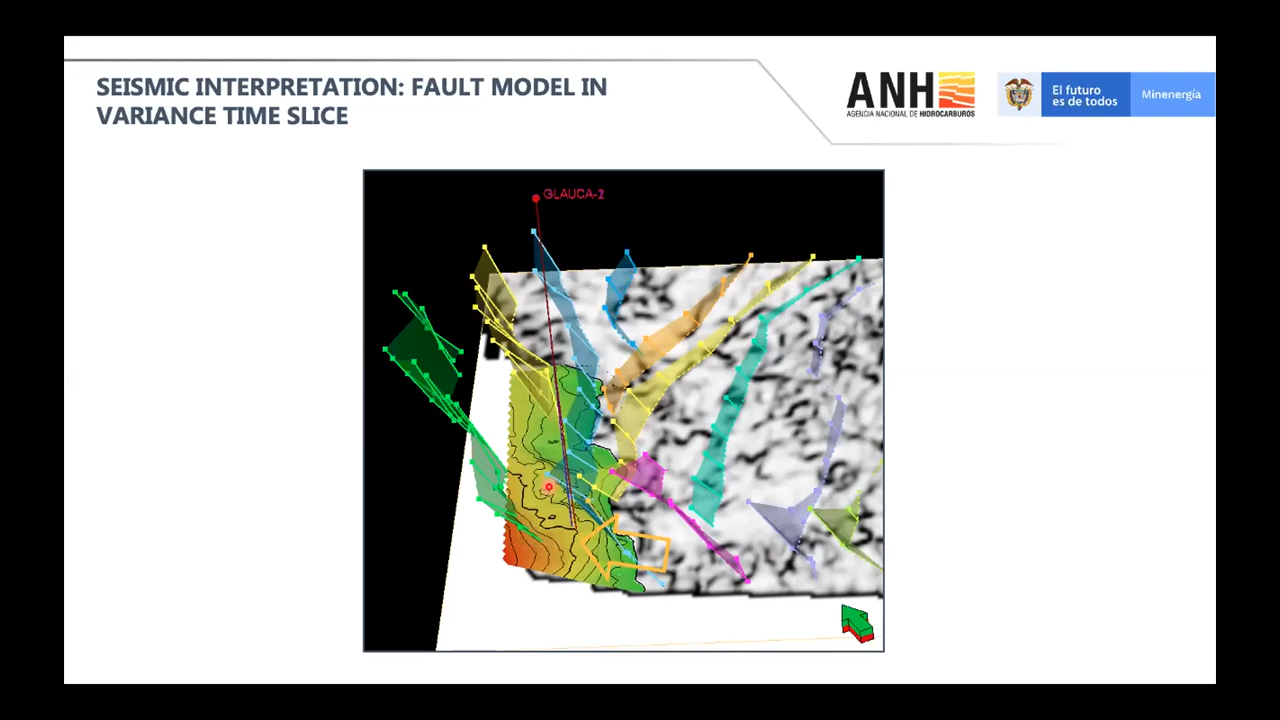 SEISMIC INTERPRETATION: FAULT MODEL IN
VARIANCE TIME SLICE
ANH
AGENCIA NACIONAL DE HIDROCARBUROS
El futuro
es de todos
Minenergía
GLAUCA-2